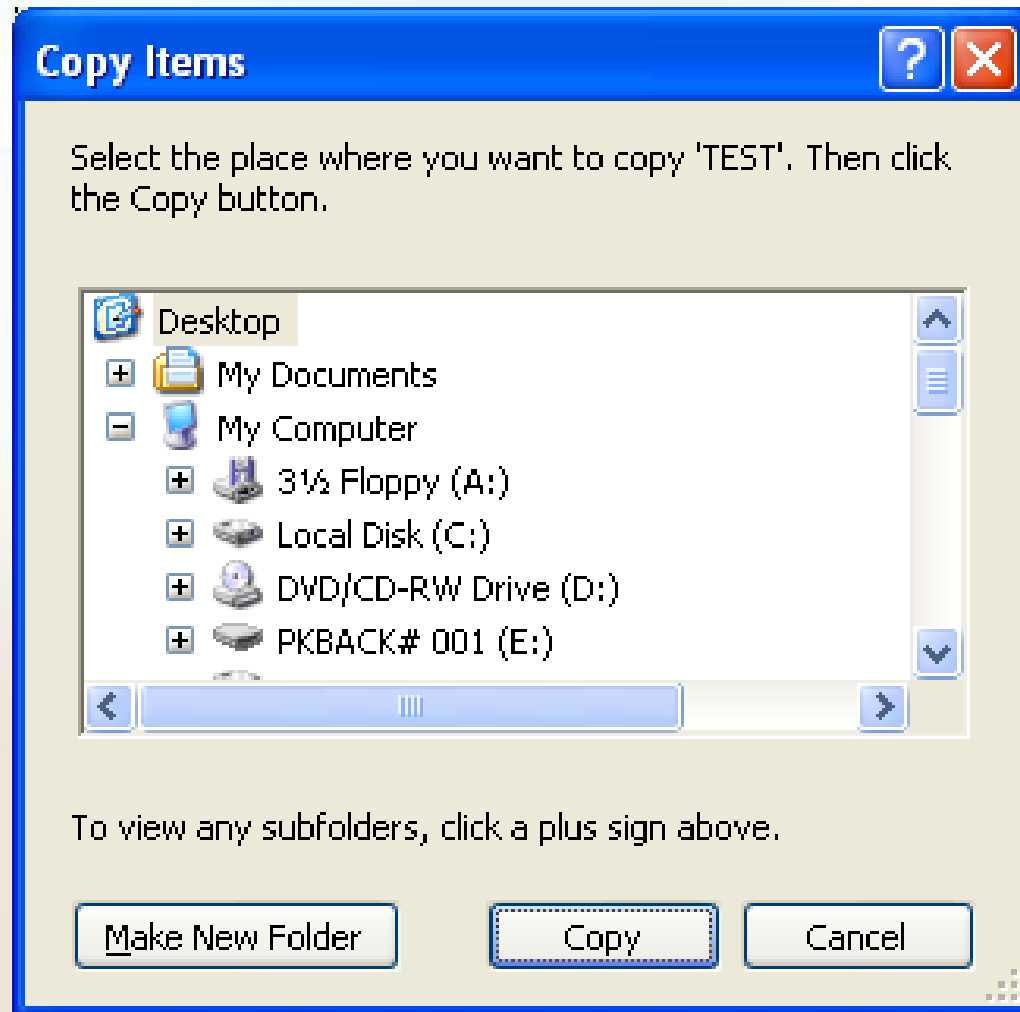 Copy Items
Select the place where you want to copy 'TEST'. Then click
the Copy button.
Desktop
My Documents
My Computer
3½ Floppy (A:)
Local Disk (C:)
DVD/CD-RW Drive (D:)
PKBACK# 001 (E:)
To view any subfolders, click a plus sign above.
Make New Folder Copy Cancel